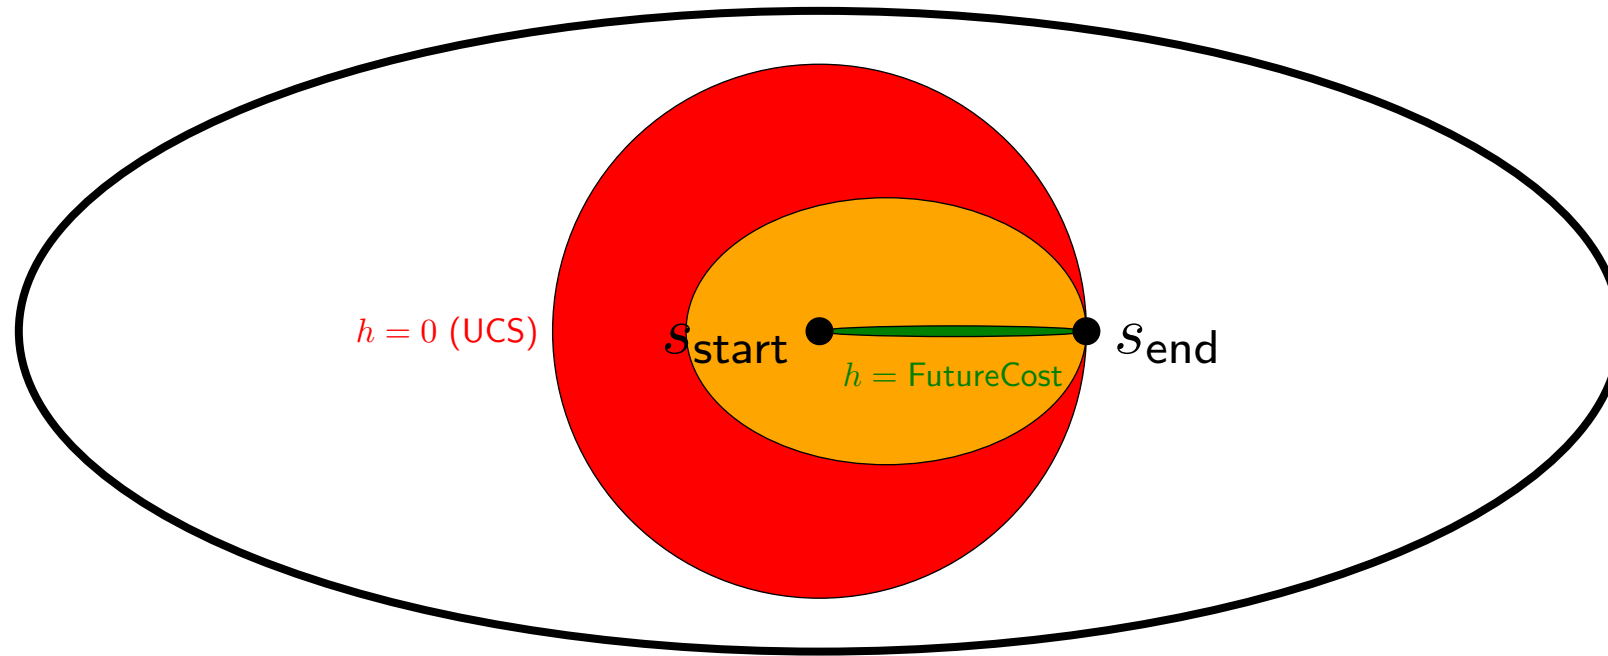 h = 0 (UCS)
s_start
s_end
h = FutureCost